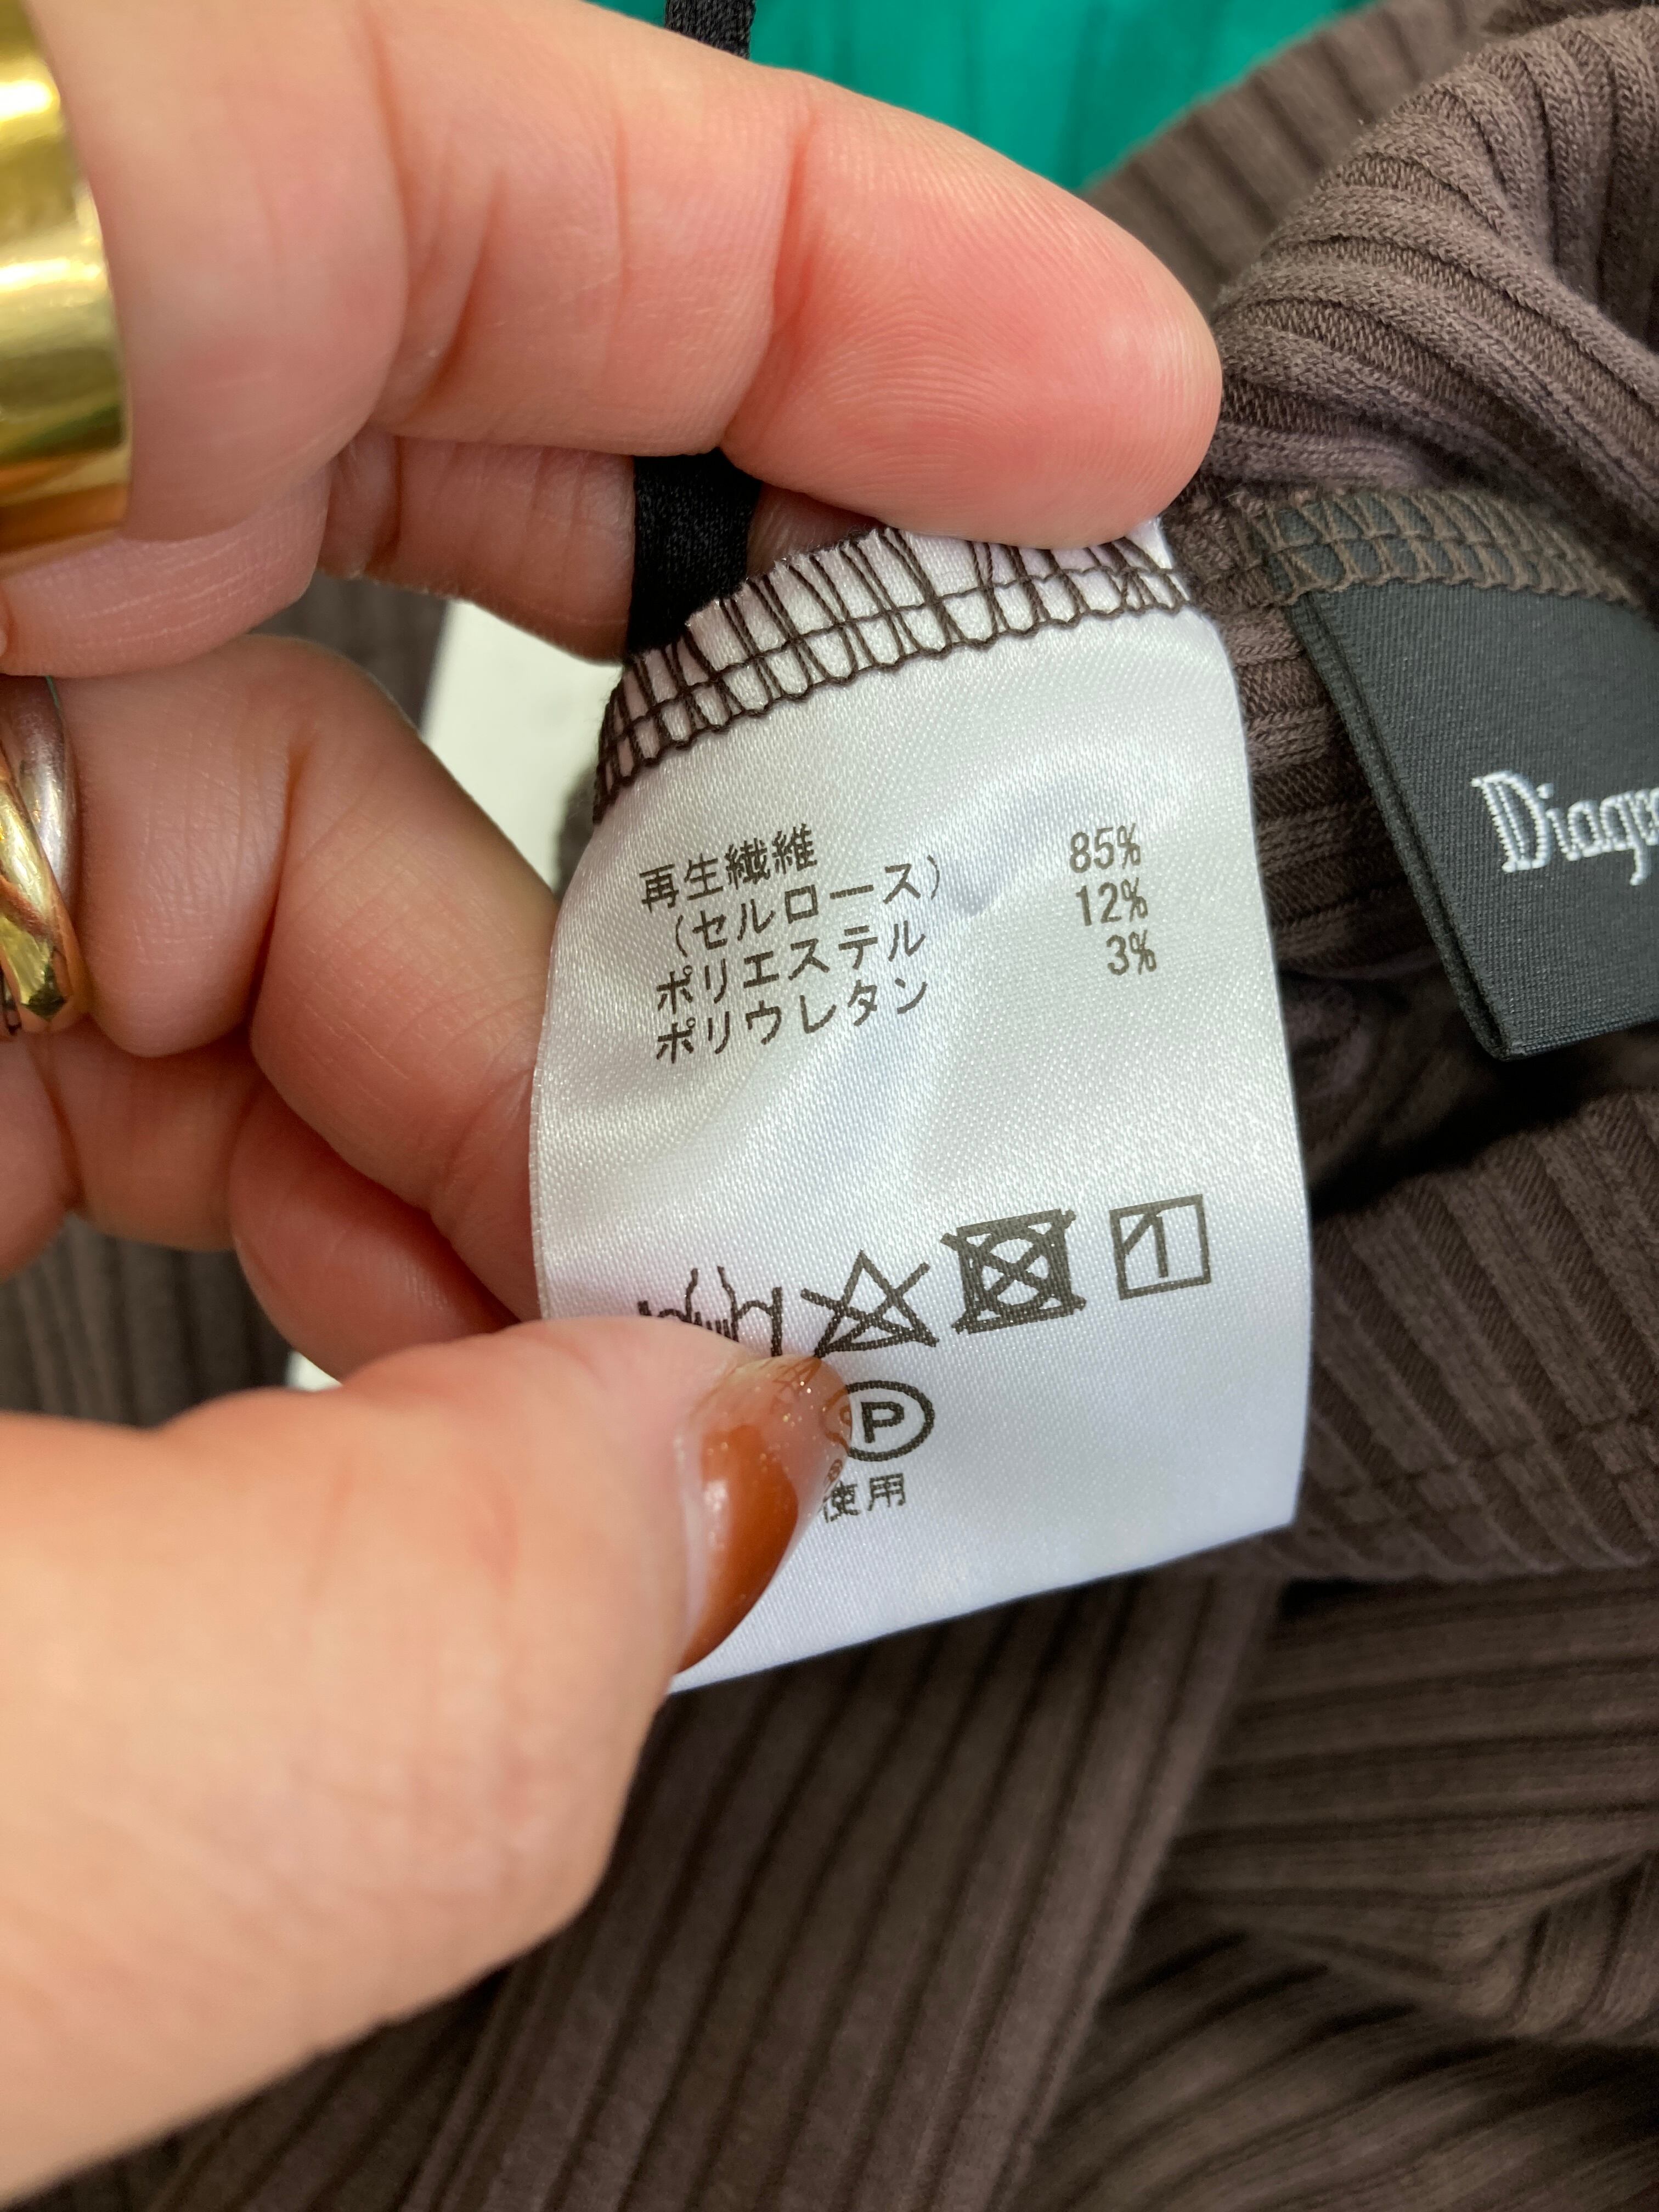 再生繊維 85%
(セルロース)
ポリエステル 12%
ポリウレタン 3%
P
使用